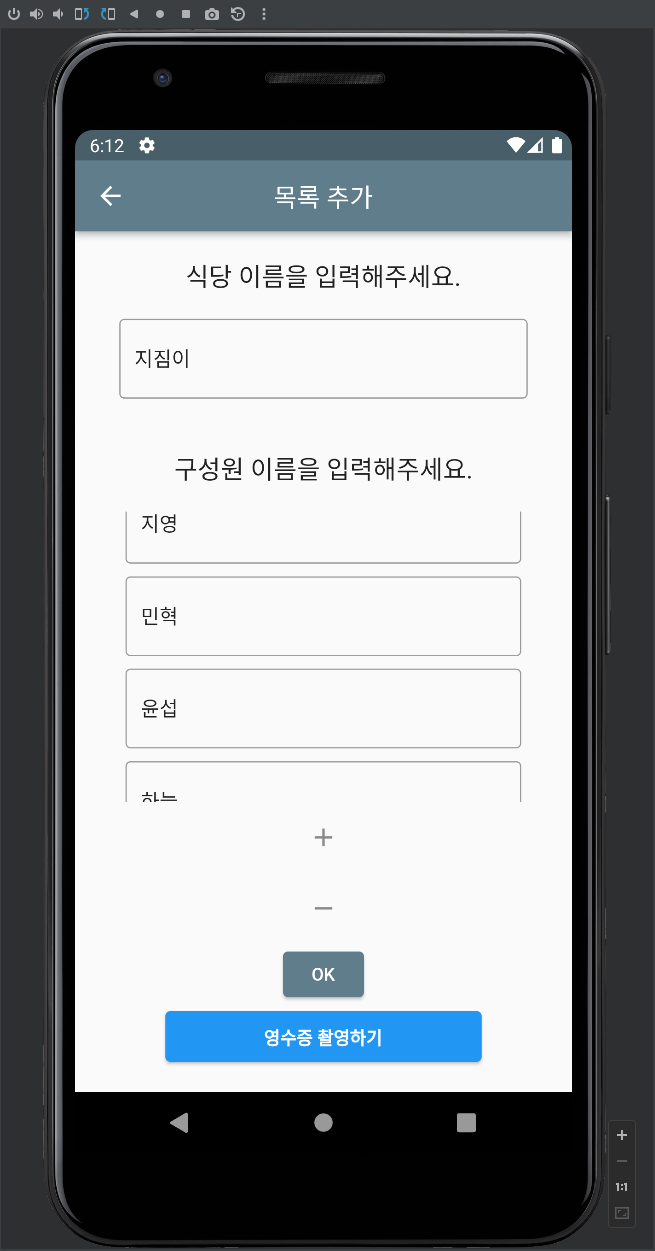 6:12
목록 추가
식당 이름을 입력해주세요.
지짐이
구성원 이름을 입력해주세요.
지영
민혁
윤섭
하늘
+
−
OK
영수증 촬영하기
+
−
1:1